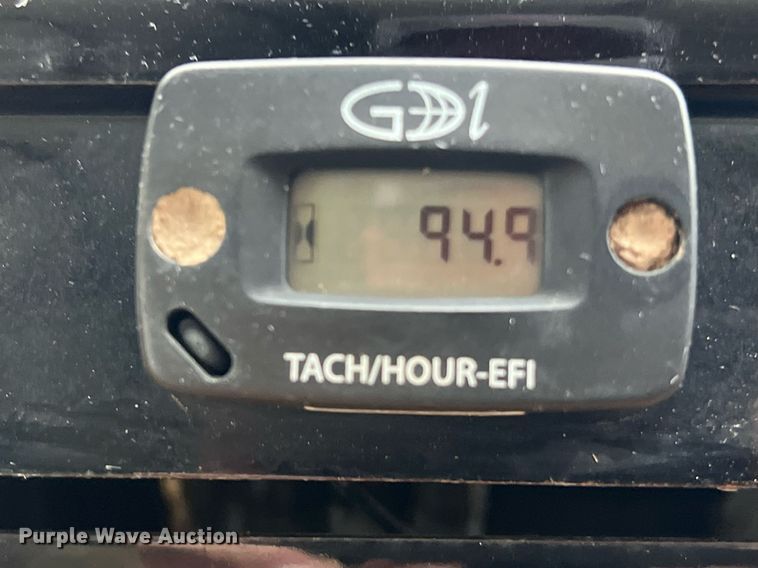 GDI
94.9
TACH/HOUR-EFI
Purple Wave Auction